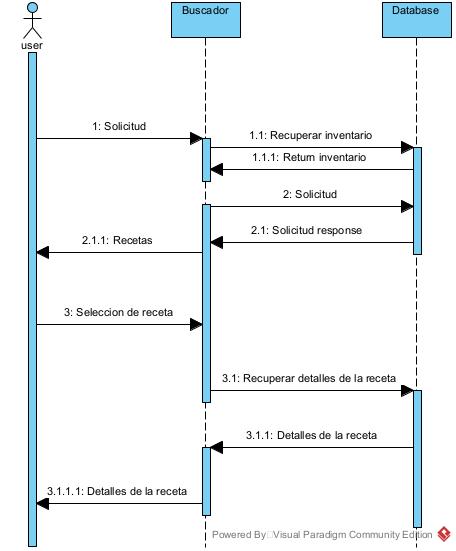 Buscador
Database
user
1: Solicitud
1.1: Recuperar inventario
1.1.1: Return inventario
2: Solicitud
2.1: Solicitud response
2.1.1: Recetas
3: Seleccion de receta
3.1: Recuperar detalles de la receta
3.1.1: Detalles de la receta
3.1.1.1: Detalles de la receta
Powered By Visual Paradigm Community Edition